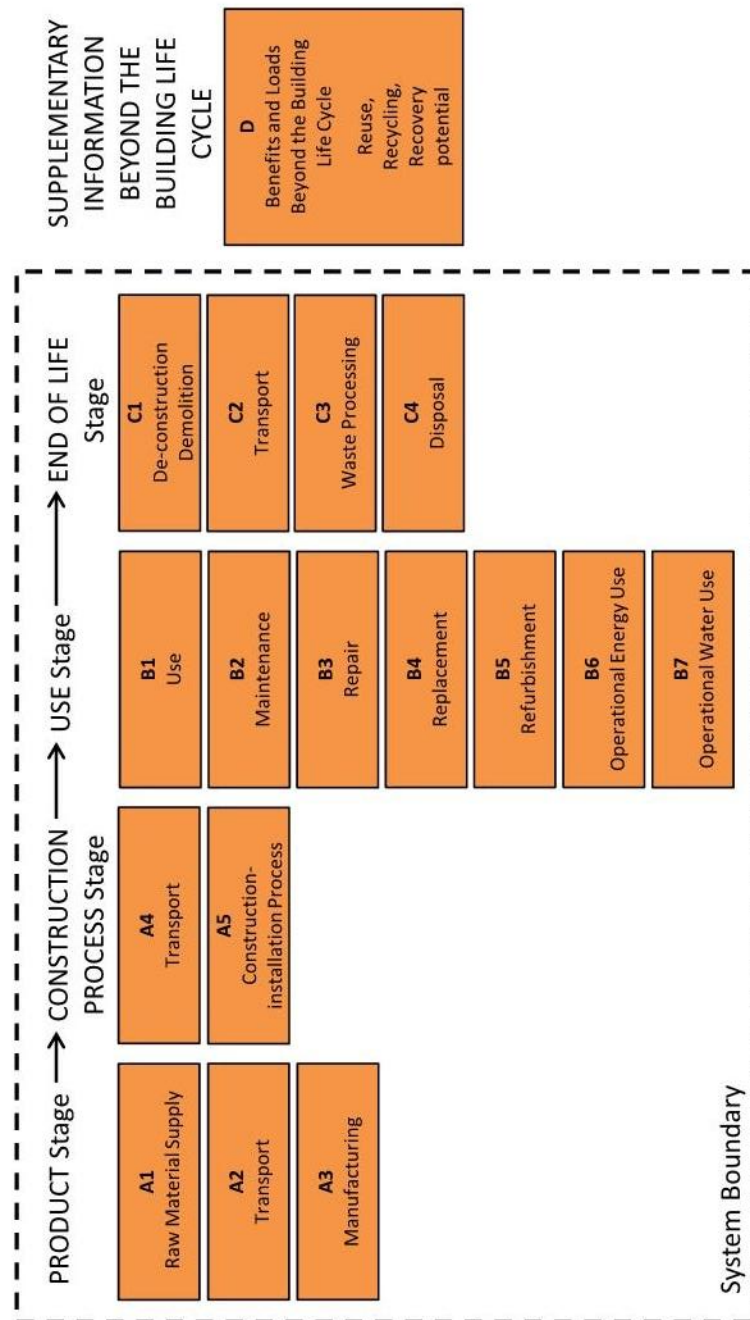 PRODUCT Stage
CONSTRUCTION
PROCESS Stage
USE Stage
END OF LIFE
Stage
SUPPLEMENTARY
INFORMATION
BEYOND THE
BUILDING LIFE
CYCLE
A1
Raw Material Supply
A2
Transport
A3
Manufacturing
A4
Transport
A5
Construction-
installation Process
B1
Use
B2
Maintenance
B3
Repair
B4
Replacement
B5
Refurbishment
B6
Operational Energy Use
B7
Operational Water Use
C1
De-construction
Demolition
C2
Transport
C3
Waste Processing
C4
Disposal
D
Benefits and Loads
Beyond the Building
Life Cycle
Reuse,
Recycling,
Recovery
potential
System Boundary